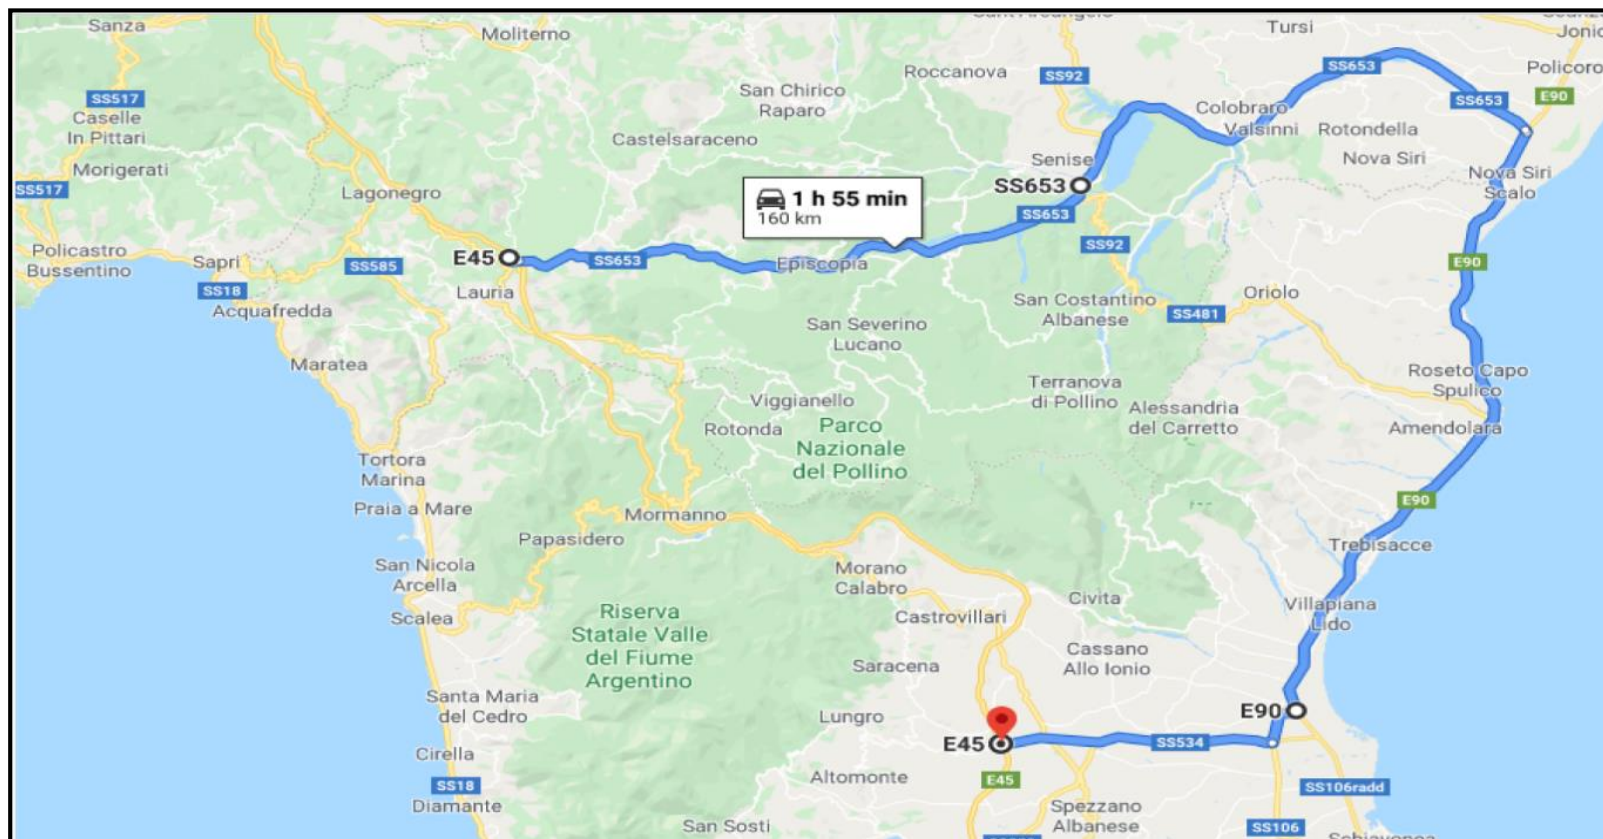 Sanza
Moliterno
Tursi
Roccanova
SS92
SS653
Policoro
SS517
Caselle
In Pittari
San Chirico
Raparo
SS653
E90
Colobraro
Valsinni
Rotondella
Castelsaraceno
Morigerati
Senise
Nova Siri
SS517
Lagonegro
SS653
Nova Siri
Scalo
1 h 55 min
160 km
SS653
Policastro
Bussentino
Sapri
SS585
E45
SS653
Episcopia
SS92
E90
SS18
Lauria
San Costantino
Albanese
Oriolo
Acquafredda
San Severino
Lucano
SS481
Maratea
Terranova
di Pollino
Roseto Capo
Spulico
Viggianello
Alessandria
del Carretto
Rotonda
Parco
Nazionale
del Pollino
Amendolara
Tortora
Marina
E90
Praia a Mare
Mormanno
Papasidero
Trebisacce
San Nicola
Arcella
Morano
Calabro
Civita
Villapiana
Lido
Scalea
Riserva
Statale Valle
del Fiume
Argentino
Castrovillari
Cassano
Allo Ionio
Saracena
Santa Maria
del Cedro
Lungro
E90
E45
SS534
Cirella
Altomonte
E45
SS18
SS106radd
Diamante
Spezzano
Albanese
San Sosti
SS106